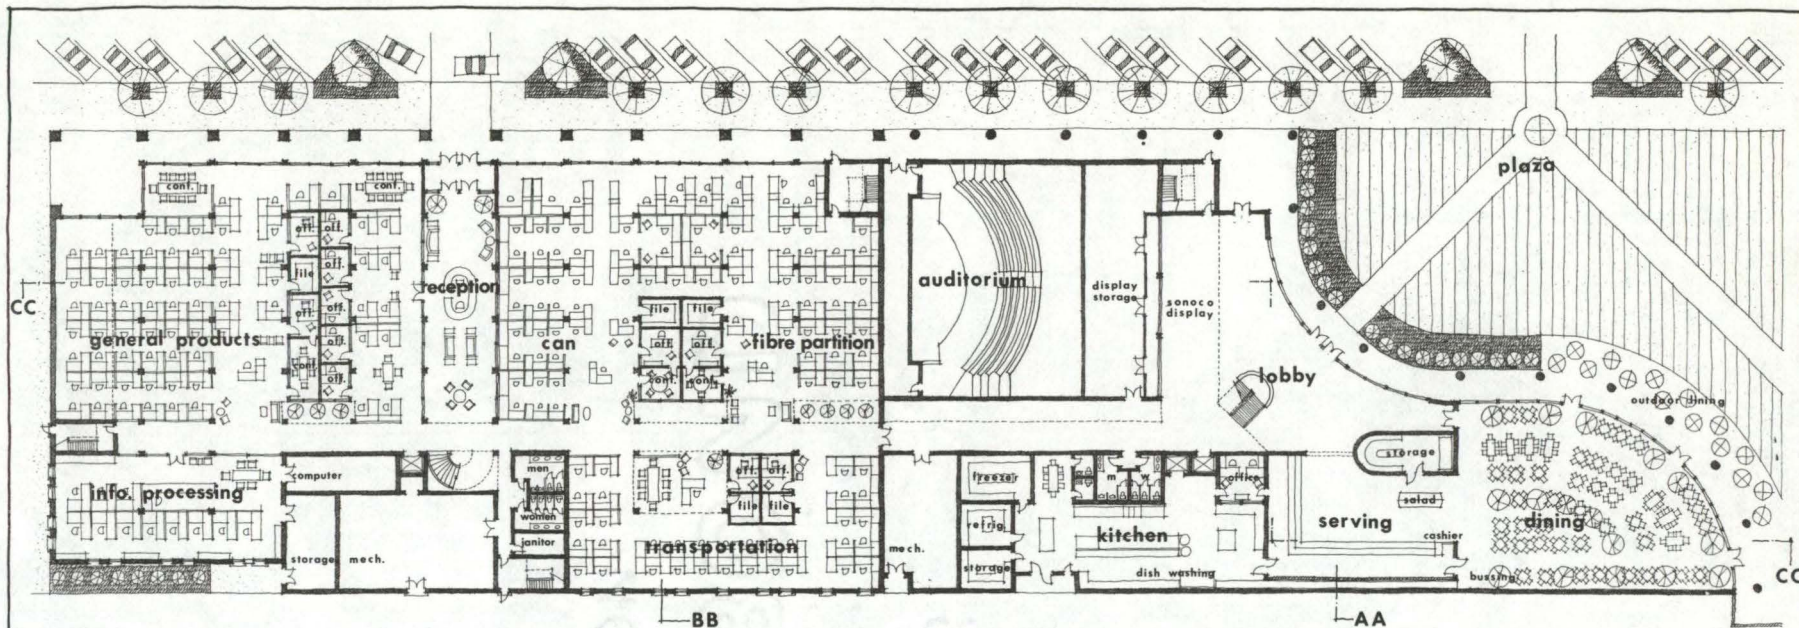 plaza
conf.
conf.
off.
off.
off.
file
off.
off.
off.
conf.
off.
general products
reception
can
file
file
off.
off.
conf.
conf.
fibre partition
auditorium
display
storage
sonoco
display
lobby
outdoor dining
CC
info. processing
computer
storage
mech.
men
women
janitor
off.
off.
file
file
transportation
mech.
freezer
refrig.
storage
m
w
office
kitchen
dish washing
storage
salad
serving
cashier
dining
bussing
CC
BB
AA